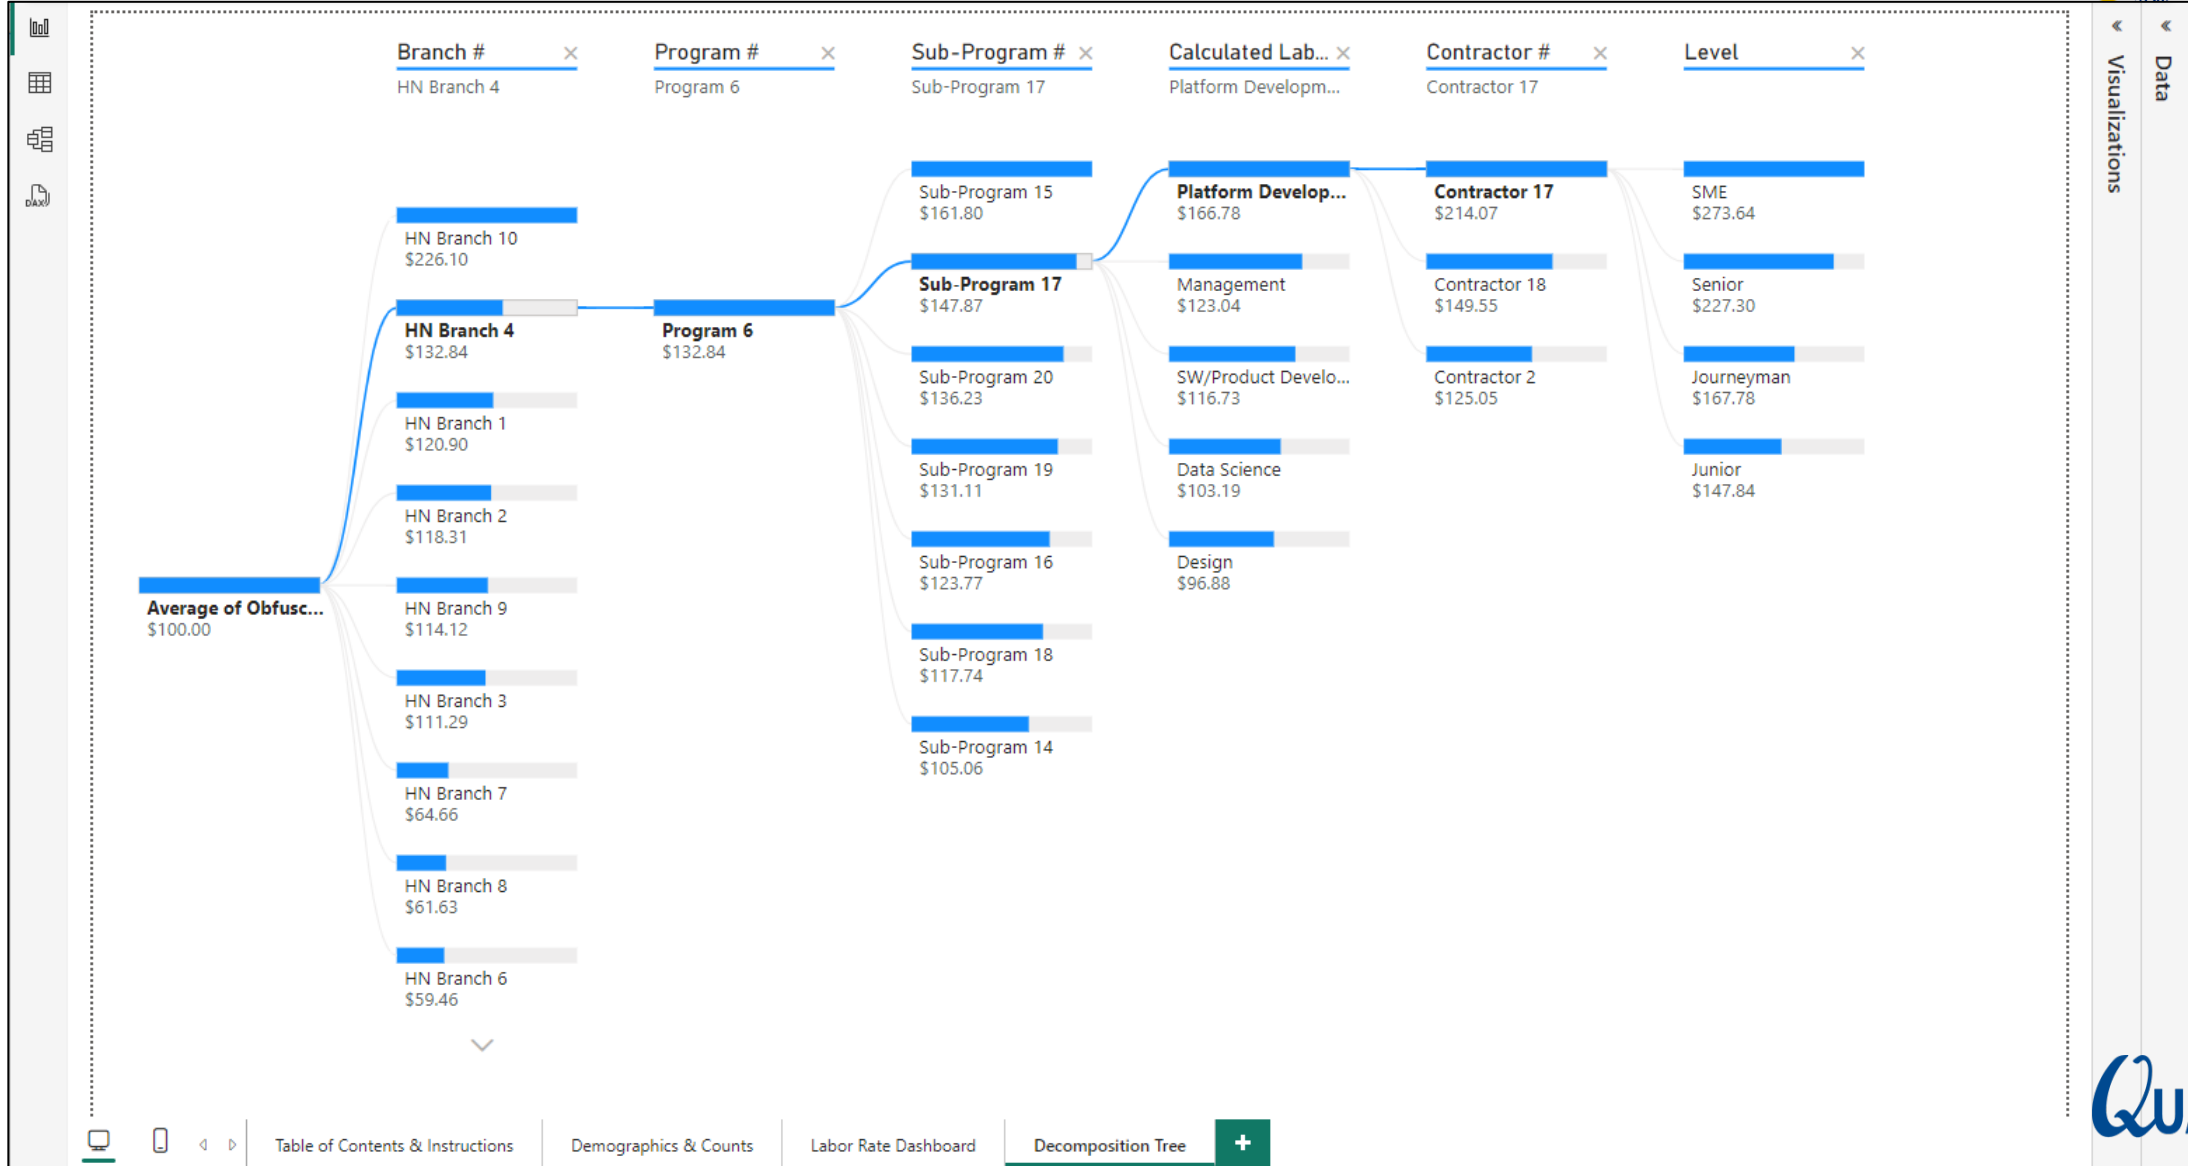 Branch #
HN Branch 4
Program #
Program 6
Sub-Program #
Sub-Program 17
Calculated Lab...
Platform Developm...
Contractor #
Contractor 17
Level
Average of Obfusc...
$100.00
HN Branch 10
$226.10
HN Branch 4
$132.84
HN Branch 1
$120.90
HN Branch 2
$118.31
HN Branch 9
$114.12
HN Branch 3
$111.29
HN Branch 7
$64.66
HN Branch 8
$61.63
HN Branch 6
$59.46
Program 6
$132.84
Sub-Program 15
$161.80
Sub-Program 17
$147.87
Sub-Program 20
$136.23
Sub-Program 19
$131.11
Sub-Program 16
$123.77
Sub-Program 18
$117.74
Sub-Program 14
$105.06
Platform Develop...
$166.78
Management
$123.04
SW/Product Develo...
$116.73
Data Science
$103.19
Design
$96.88
Contractor 17
$214.07
Contractor 18
$149.55
Contractor 2
$125.05
SME
$273.64
Senior
$227.30
Journeyman
$167.78
Junior
$147.84
Visualizations
Data
DAX
Table of Contents & Instructions
Demographics & Counts
Labor Rate Dashboard
Decomposition Tree